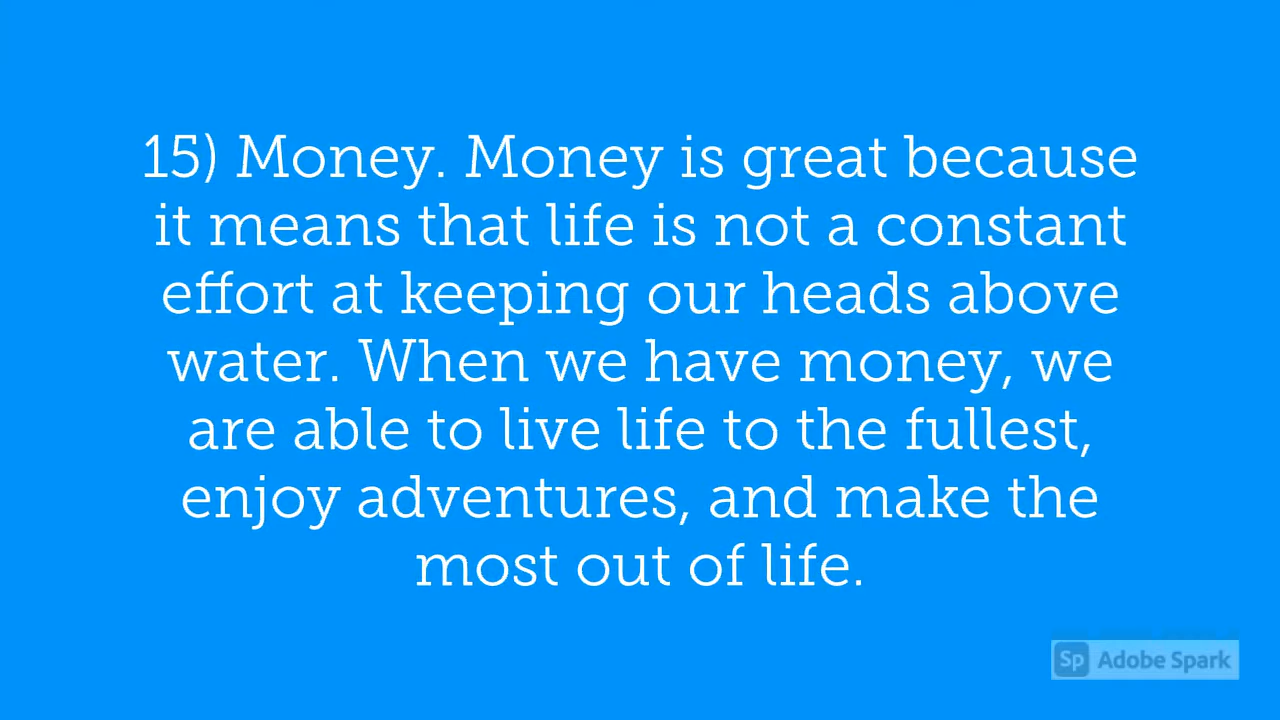 15) Money. Money is great because
it means that life is not a constant
effort at keeping our heads above
water. When we have money, we
are able to live life to the fullest,
enjoy adventures, and make the
most out of life.
Sp Adobe Spark